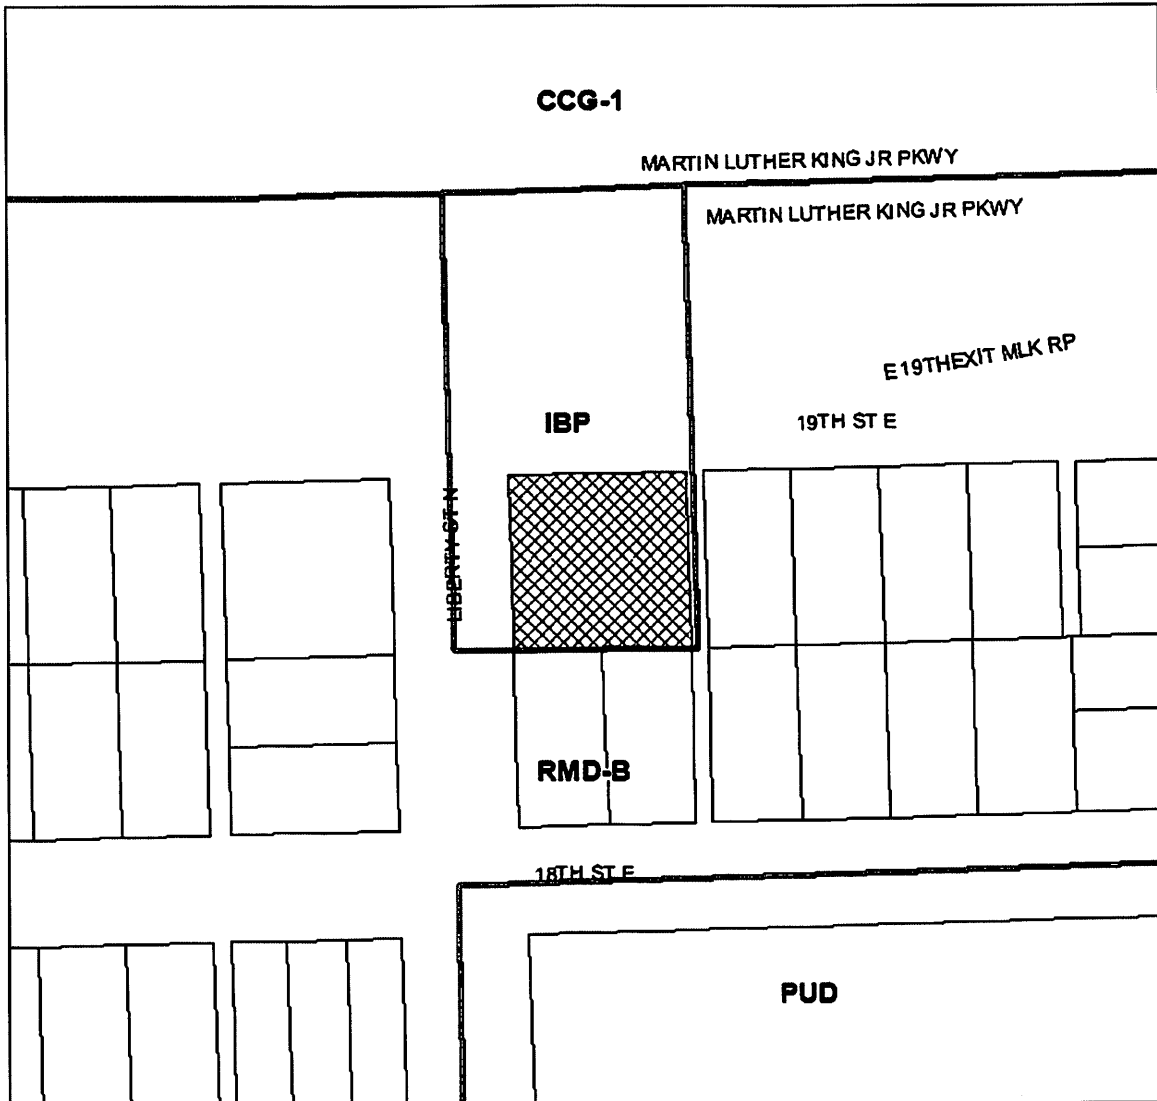 CCG-1
MARTIN LUTHER KING JR PKWY
MARTIN LUTHER KING JR PKWY
E 19THEXIT MLK RP
19TH ST E
IBP
LIBERTY ST N
RMD-B
18TH ST E
PUD